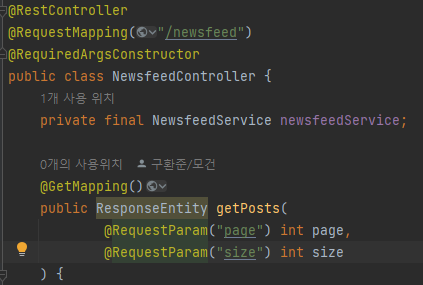 @RestController
@RequestMapping("/newsfeed")
@RequiredArgsConstructor
public class NewsfeedController {
1개 사용 위치
private final NewsfeedService newsfeedService;
0개의 사용위치 구환준/모건
@GetMapping()
public ResponseEntity getPosts(
@RequestParam("page") int page,
@RequestParam("size") int size
) {